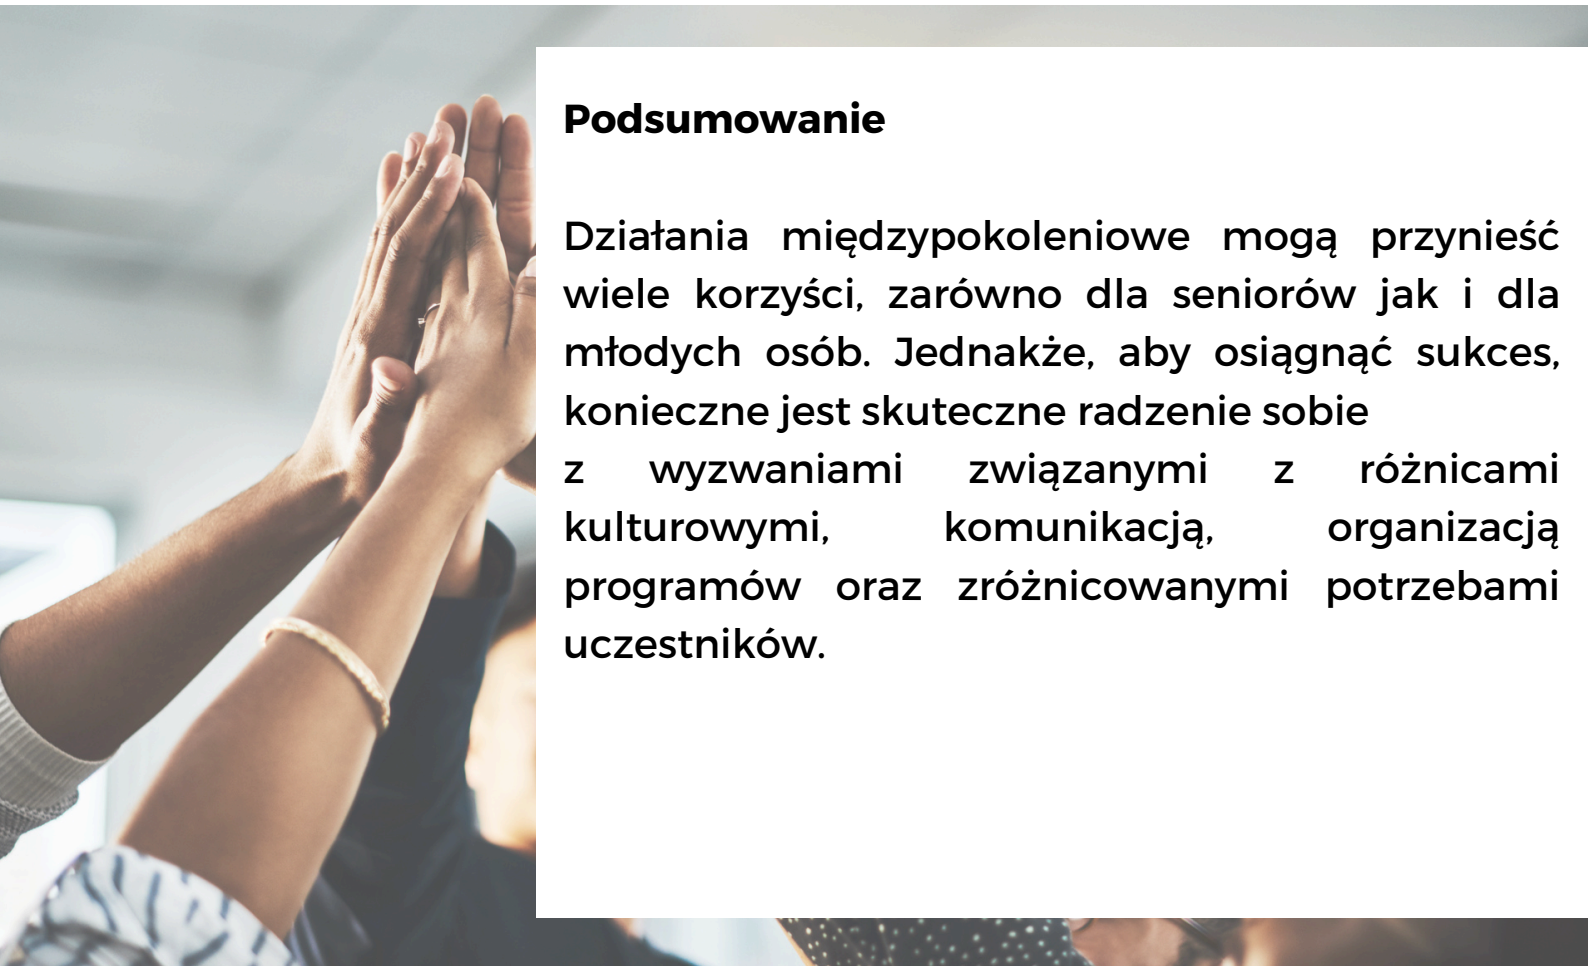 Podsumowanie
Działania międzypokoleniowe mogą przynieść
wiele korzyści, zarówno dla seniorów jak i dla
młodych osób. Jednakże, aby osiągnąć sukces,
konieczne jest skuteczne radzenie sobie
z wyzwaniami związanymi z różnicami
kulturowymi, komunikacją, organizacją
programów oraz zróżnicowanymi potrzebami
uczestników.